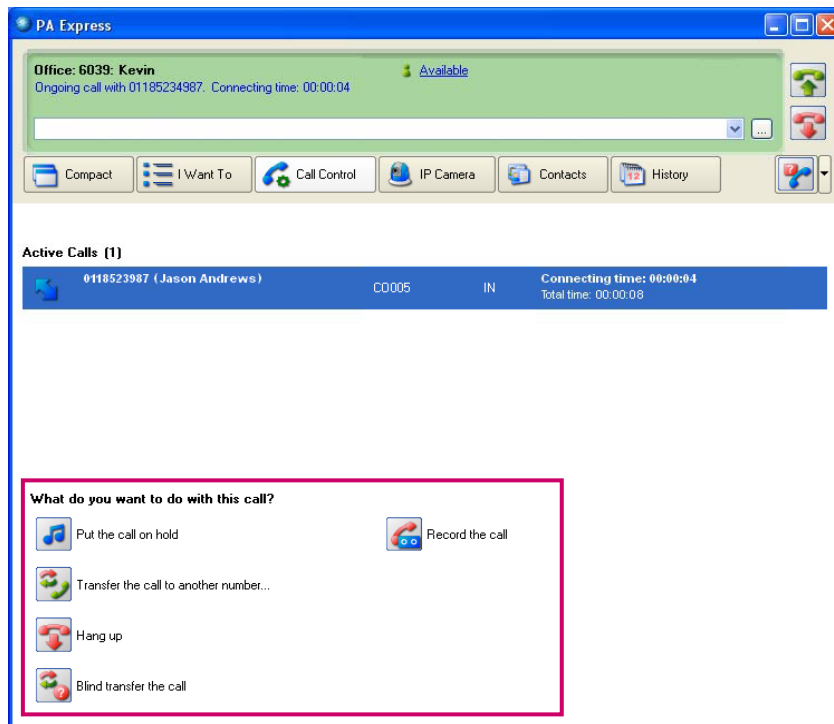 PA Express
Office: 6039: Kevin
Available
Ongoing call with 01185234987. Connecting time: 00:00:04
...
Compact
I Want To
Call Control
IP Camera
Contacts
12
History
Active Calls (1)
0118523987 (Jason Andrews)
CO005
IN
Connecting time: 00:00:04
Total time: 00:00:08
What do you want to do with this call?
Put the call on hold
Record the call
Transfer the call to another number...
Hang up
Blind transfer the call